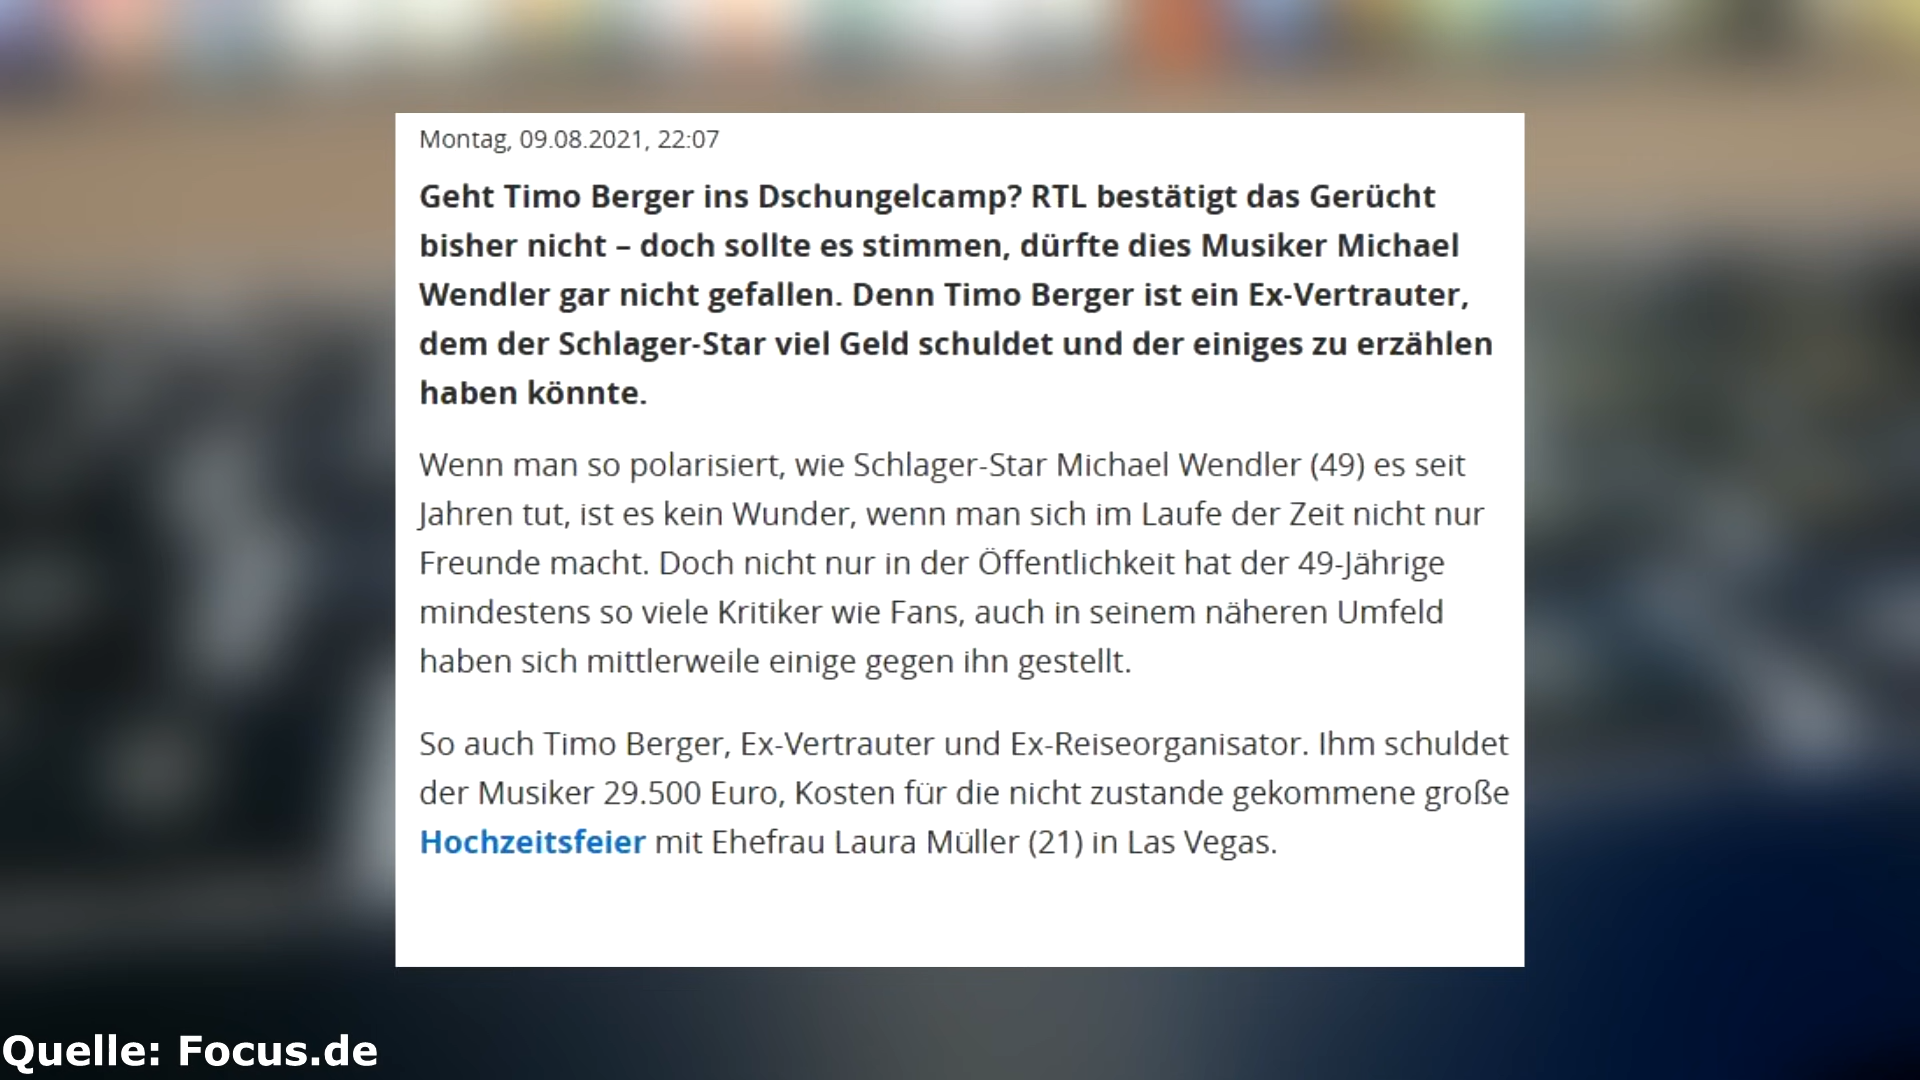 Montag, 09.08.2021, 22:07
Geht Timo Berger ins Dschungelcamp? RTL bestätigt das Gerücht
bisher nicht – doch sollte es stimmen, dürfte dies Musiker Michael
Wendler gar nicht gefallen. Denn Timo Berger ist ein Ex-Vertrauter,
dem der Schlager-Star viel Geld schuldet und der einiges zu erzählen
haben könnte.
Wenn man so polarisiert, wie Schlager-Star Michael Wendler (49) es seit
Jahren tut, ist es kein Wunder, wenn man sich im Laufe der Zeit nicht nur
Freunde macht. Doch nicht nur in der Öffentlichkeit hat der 49-Jährige
mindestens so viele Kritiker wie Fans, auch in seinem näheren Umfeld
haben sich mittlerweile einige gegen ihn gestellt.
So auch Timo Berger, Ex-Vertrauter und Ex-Reiseorganisator. Ihm schuldet
der Musiker 29.500 Euro, Kosten für die nicht zustande gekommene große
Hochzeitsfeier mit Ehefrau Laura Müller (21) in Las Vegas.
Quelle: Focus.de